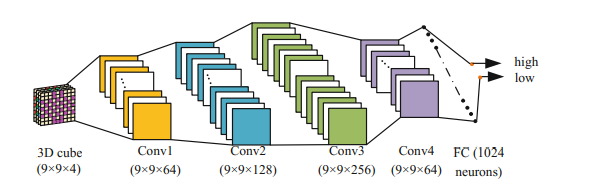 high
low
3D cube
(9×9×4)
Conv1
(9×9×64)
Conv2
(9×9×128)
Conv3
(9×9×256)
Conv4
(9×9×64)
FC (1024
neurons)